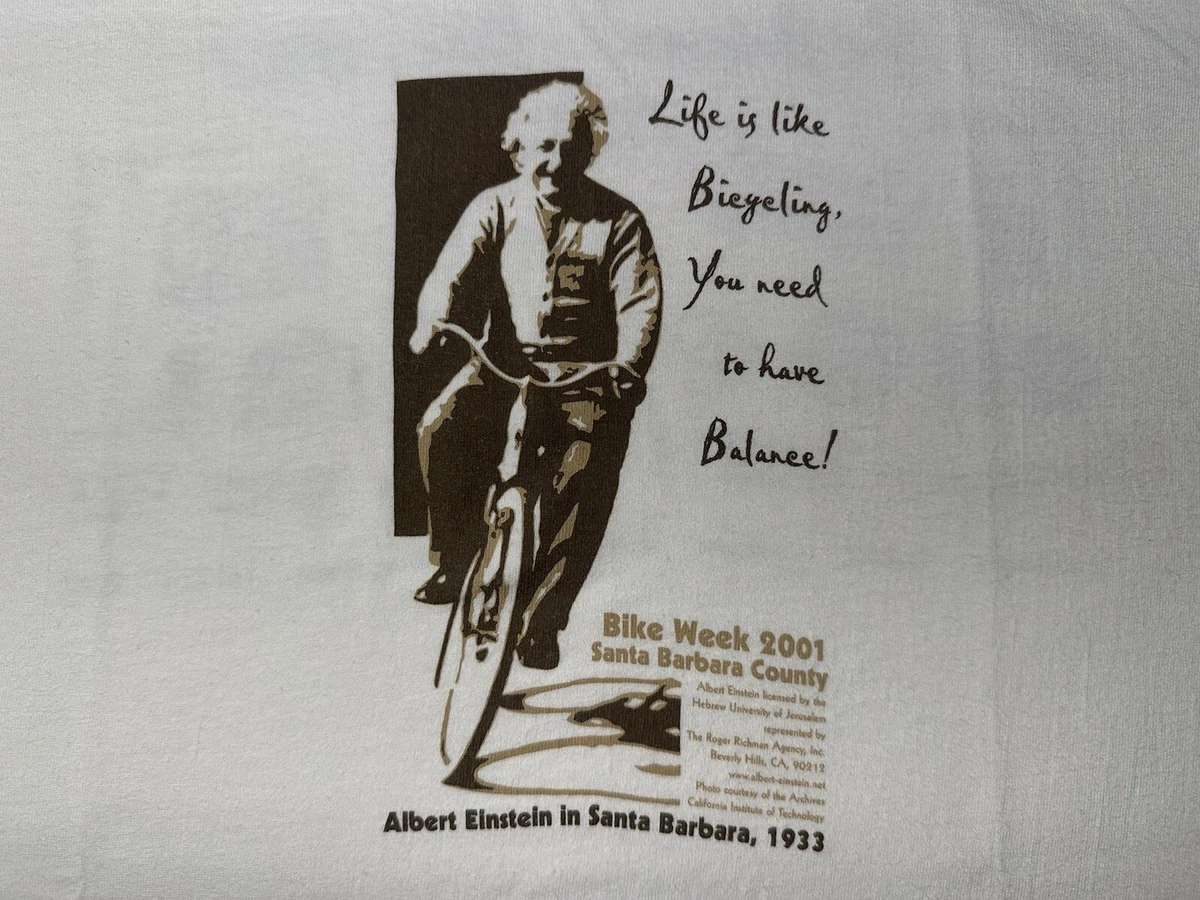 Life is like
Bicycling,
You need
to have
Balance!
Bike Week 2001
Santa Barbara County
Albert Einstein licensed by the
Hebrew University of Jerusalem
represented by
The Roger Richman Agency, Inc.
Beverly Hills, CA, 90212
www.albert-einstein.net
Photo courtesy of the Archives
California Institute of Technology
Albert Einstein in Santa Barbara, 1933